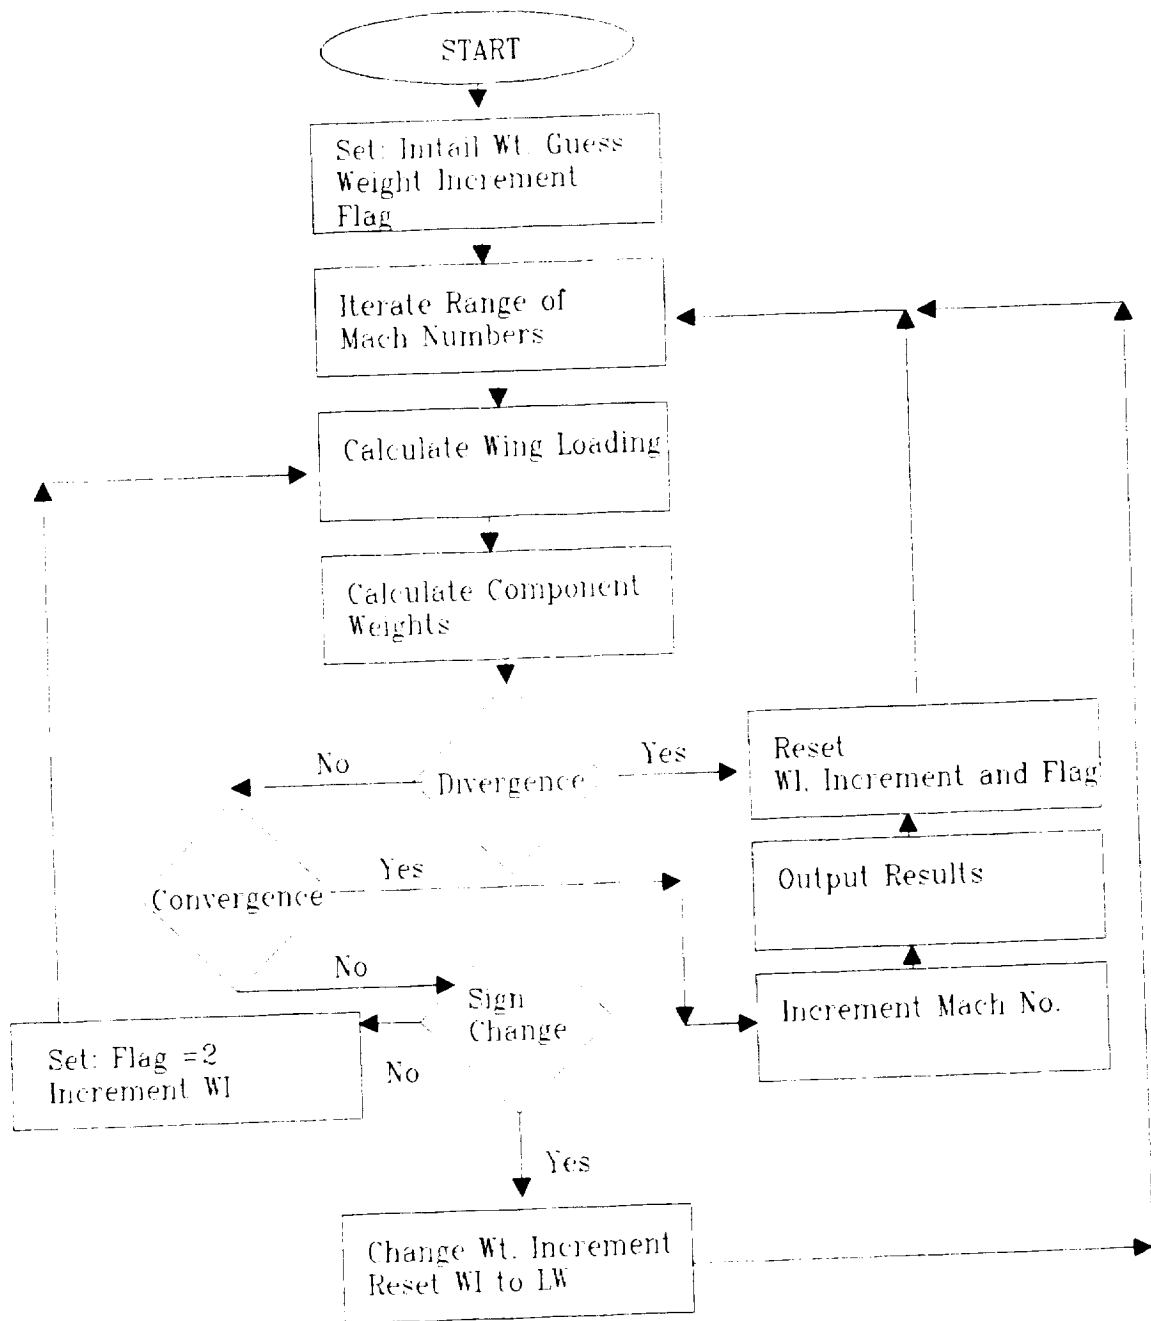 START
Set: Initail Wt. Guess
Weight Increment
Flag
Iterate Range of
Mach Numbers
Calculate Wing Loading
Calculate Component
Weights
No
Divergence
Yes
Reset
WI, Increment and Flag
Convergence
Yes
Output Results
No
Sign
Change
Increment Mach No.
Set: Flag =2
Increment WI
No
Yes
Change Wt. Increment
Reset WI to LW